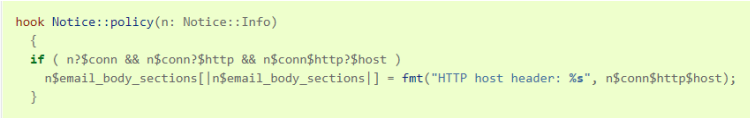 hook Notice::policy(n: Notice::Info)
{
if ( n?$conn && n$conn?$http && n$conn$http?$host )
n$email_body_sections[|n$email_body_sections|] = fmt("HTTP host header: %s", n$conn$http$host);
}